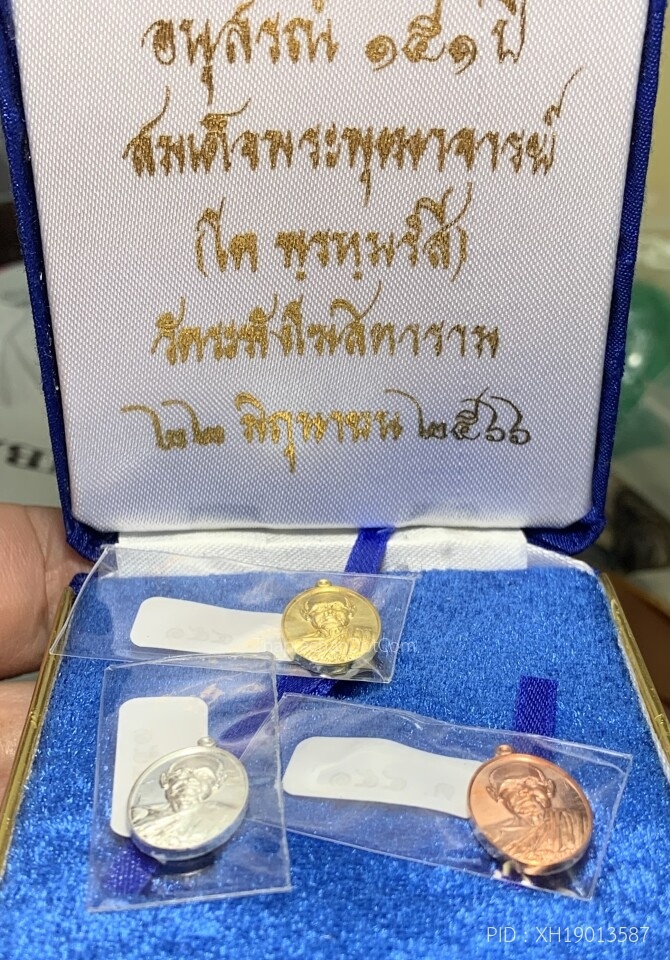 อนุสรณ์ ๑๕๑ ปี
สมเด็จพระพุฒาจารย์
(โต พฺรหฺมรํสี)
วัดระฆังโฆสิตาราม
๒๒ มิถุนายน ๒๕๖๖
PID : XH19013587